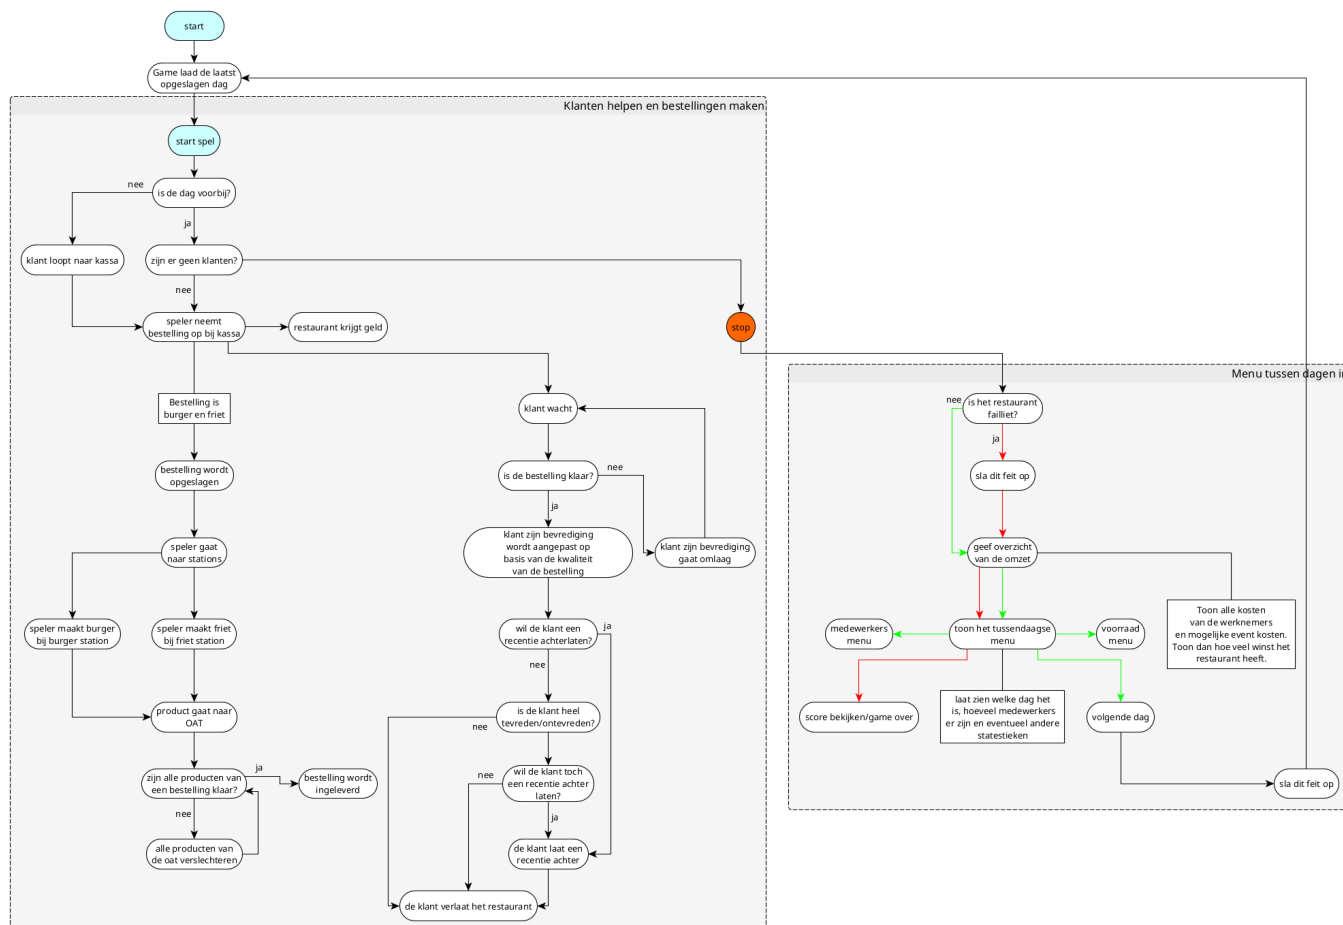 start
Game laad de laatst
opgeslagen dag
Klanten helpen en bestellingen maken
start spel
nee
is de dag voorbij?
ja
klant loopt naar kassa
zijn er geen klanten?
nee
speler neemt
bestelling op bij kassa
restaurant krijgt geld
stop
Menu tussen dagen in
Bestelling is
burger en friet
klant wacht
nee
is het restaurant
failliet?
ja
bestelling wordt
opgeslagen
is de bestelling klaar?
nee
sla dit feit op
ja
klant zijn bevrediging
wordt aangepast op
basis van de kwaliteit
van de bestelling
speler gaat
naar stations
klant zijn bevrediging
gaat omlaag
geef overzicht
van de omzet
Toon alle kosten
van de werknemers
en mogelijke event kosten.
Toon dan hoe veel winst het
restaurant heeft.
speler maakt burger
bij burger station
speler maakt friet
bij friet station
wil de klant een
recentie achterlaten?
ja
nee
medewerkers
menu
toon het tussendaagse
menu
voorraad
menu
product gaat naar
OAT
is de klant heel
tevreden/ontevreden?
nee
score bekijken/game over
laat zien welke dag het
is, hoeveel medewerkers
er zijn en eventueel andere
statestieken
volgende dag
zijn alle producten van
een bestelling klaar?
ja
bestelling wordt
ingeleverd
nee
wil de klant toch
een recentie achter
laten?
nee
ja
sla dit feit op
alle producten van
de oat verslechteren
de klant laat een
recentie achter
de klant verlaat het restaurant